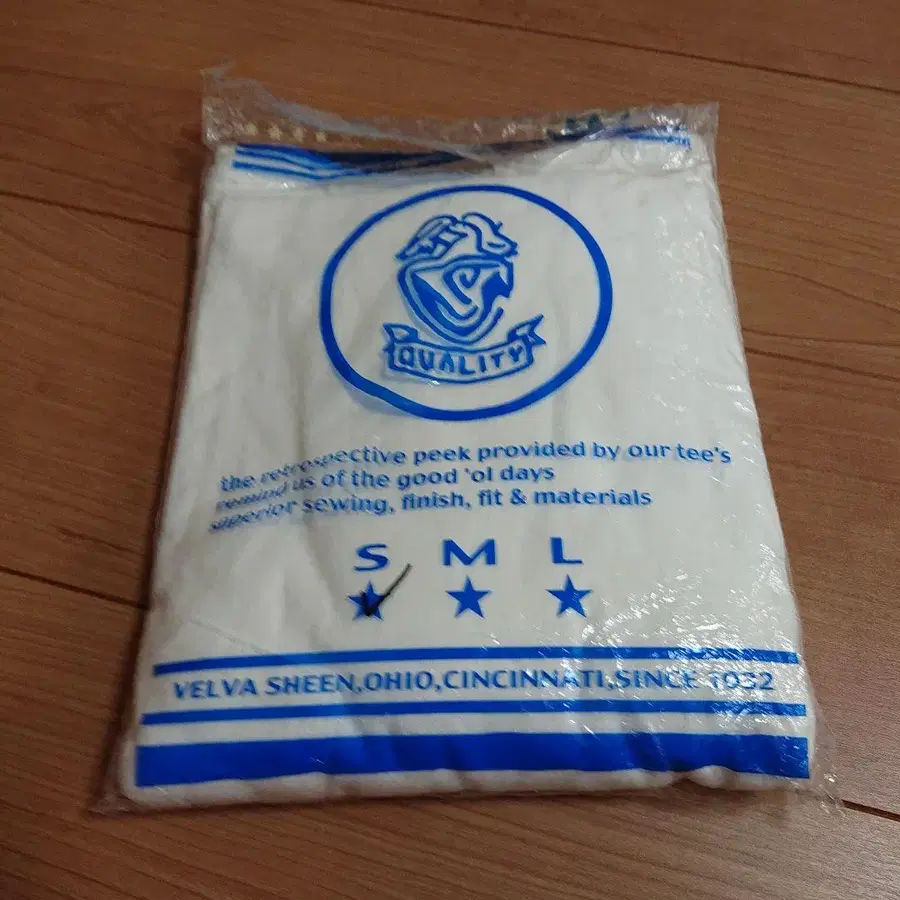 QUALITY
the retrospective peek provided by our tee's
remind us of the good 'ol days
superior sewing, finish, fit & materials
S M L
VELVA SHEEN,OHIO,CINCINNATI,SINCE 1932